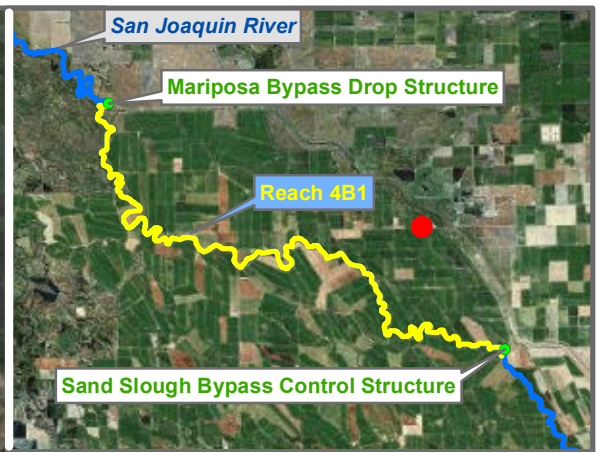 San Joaquin River
Mariposa Bypass Drop Structure
Reach 4B1
Sand Slough Bypass Control Structure